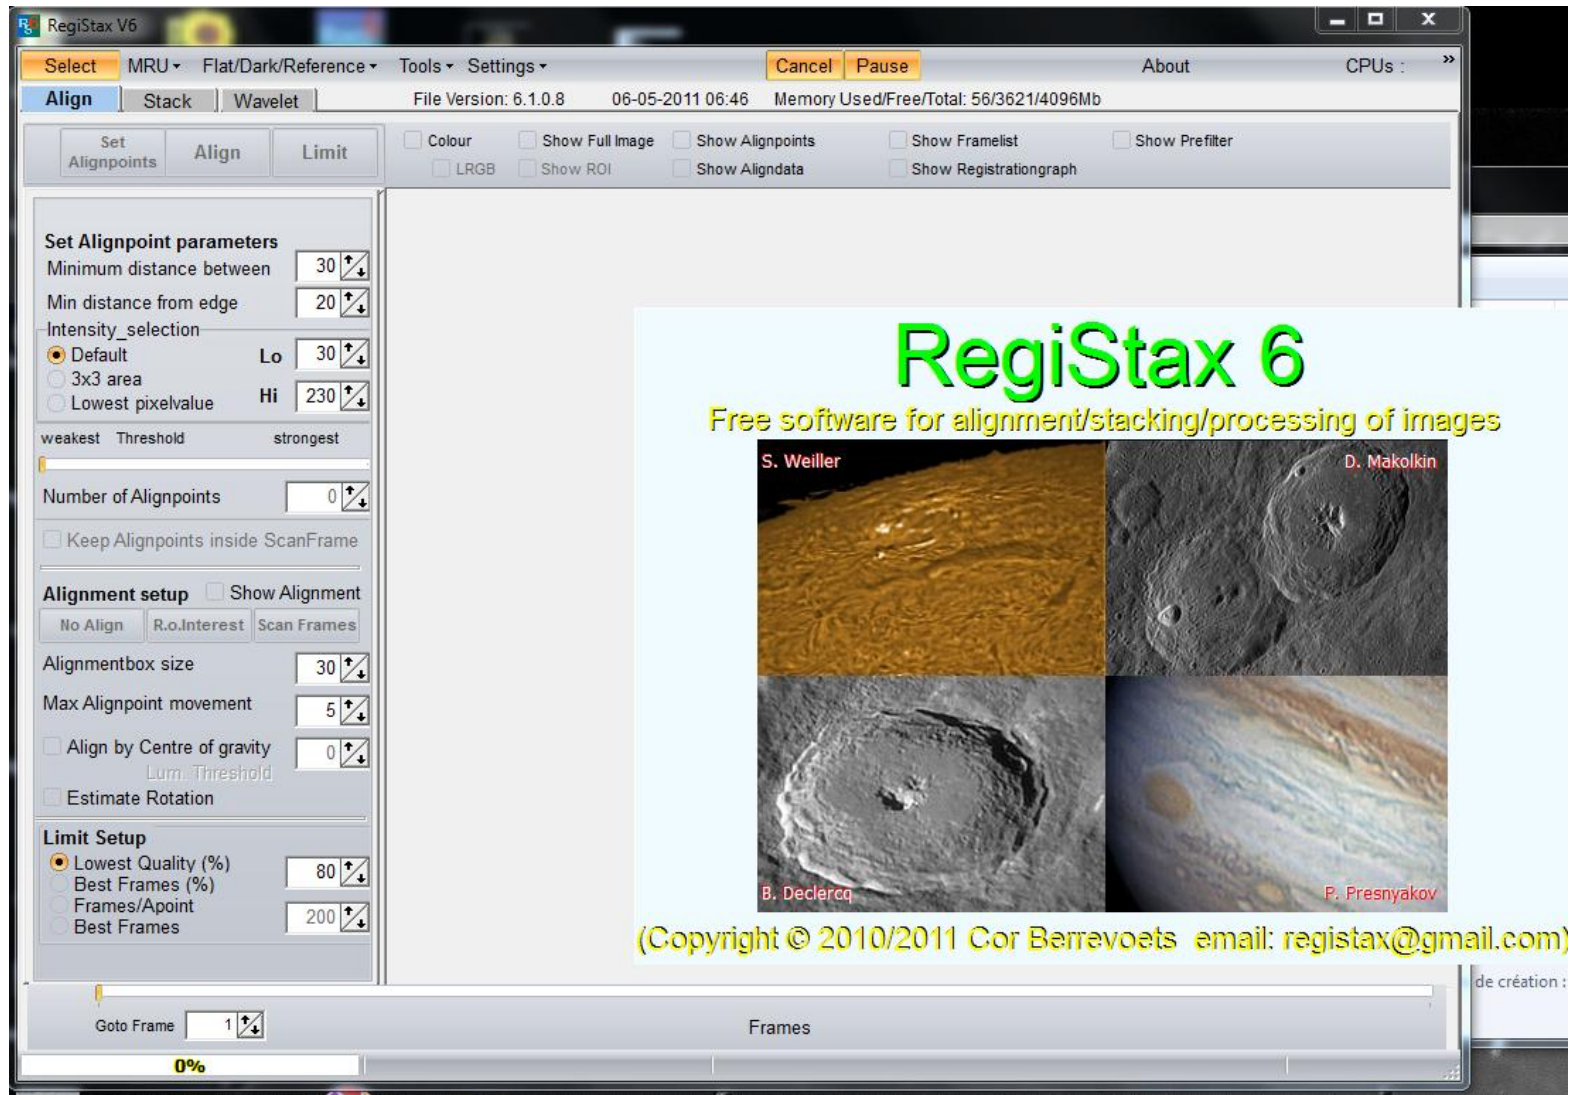 RegiStax V6
Select MRU Flat/Dark/Reference Tools Settings Cancel Pause About CPUs : »
Align Stack Wavelet File Version: 6.1.0.8 06-05-2011 06:46 Memory Used/Free/Total: 56/3621/4096Mb
Set Alignpoints Align Limit
Colour Show Full Image Show Alignpoints Show Framelist Show Prefilter
LRGB Show ROI Show Aligndata Show Registrationgraph
Set Alignpoint parameters
Minimum distance between 30
Min distance from edge 20
Intensity_selection
Default Lo 30
3x3 area
Lowest pixelvalue Hi 230
weakest Threshold strongest
Number of Alignpoints 0
Keep Alignpoints inside ScanFrame
Alignment setup Show Alignment
No Align R.o.Interest Scan Frames
Alignmentbox size 30
Max Alignpoint movement 5
Align by Centre of gravity 0
Lum. Threshold
Estimate Rotation
Limit Setup
Lowest Quality (%) 80
Best Frames (%)
Frames/Apoint 200
Best Frames
RegiStax 6
Free software for alignment/stacking/processing of images
S. Weiller D. Makolkin
B. Declercq P. Presnyakov
(Copyright © 2010/2011 Cor Berrevoets email: registax@gmail.com)
de création :
Goto Frame 1 Frames
0%